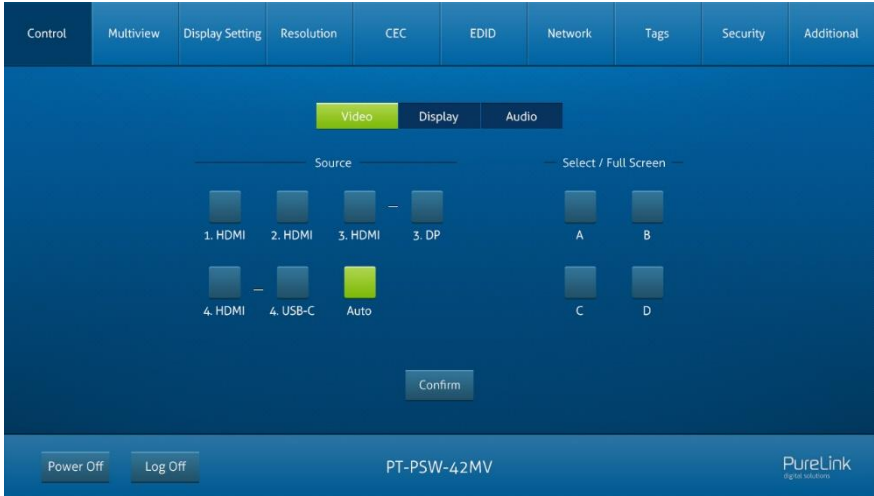 Control Multiview Display Setting Resolution CEC EDID Network Tags Security Additional
Video Display Audio
Source Select / Full Screen
1. HDMI 2. HDMI 3. HDMI – 3. DP A B
4. HDMI – 4. USB-C Auto C D
Confirm
Power Off Log Off PT-PSW-42MV PureLink
digital solutions